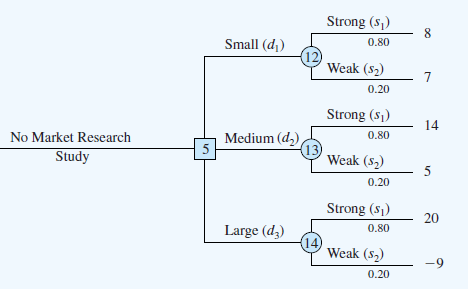 Strong (s₁)
8
Small (d₁)
0.80
12
Weak (s₂)
7
0.20
Strong (s₁)
14
No Market Research
Medium (d₂)
0.80
5
13
Study
Weak (s₂)
5
0.20
Strong (s₁)
20
Large (d₃)
0.80
14
Weak (s₂)
−9
0.20